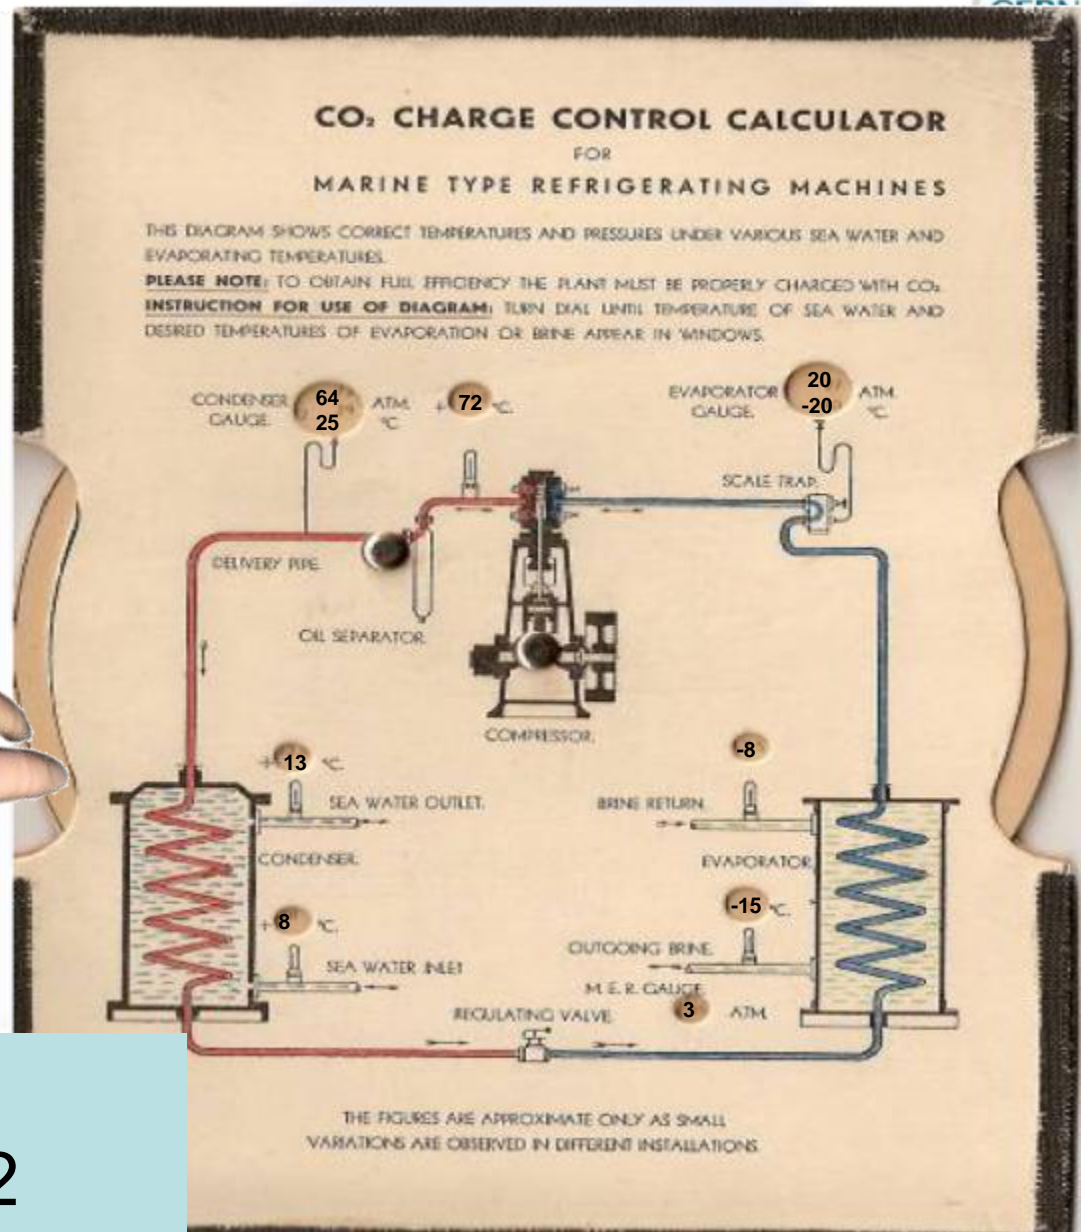 CO₂ CHARGE CONTROL CALCULATOR
FOR
MARINE TYPE REFRIGERATING MACHINES
THIS DIAGRAM SHOWS CORRECT TEMPERATURES AND PRESSURES UNDER VARIOUS SEA WATER AND
EVAPORATING TEMPERATURES.
PLEASE NOTE: TO OBTAIN FULL EFFICIENCY THE PLANT MUST BE PROPERLY CHARGED WITH CO₂
INSTRUCTION FOR USE OF DIAGRAM: TURN DIAL UNTIL TEMPERATURE OF SEA WATER AND
DESIRED TEMPERATURES OF EVAPORATION OR BRINE APPEAR IN WINDOWS.
CONDENSER 64 ATM.
GAUGE. 25 °C
+ 72 °C.
EVAPORATOR 20 ATM.
GAUGE. -20 °C.
SCALE TRAP.
DELIVERY PIPE.
OIL SEPARATOR.
COMPRESSOR.
+ 13 °C.
SEA WATER OUTLET.
-8
BRINE RETURN.
CONDENSER.
EVAPORATOR.
+ 8 °C.
SEA WATER INLET
-15 °C.
OUTGOING BRINE.
M. E. R. GAUGE.
3 ATM.
REGULATING VALVE
THE FIGURES ARE APPROXIMATE ONLY AS SMALL
VARIATIONS ARE OBSERVED IN DIFFERENT INSTALLATIONS.
2